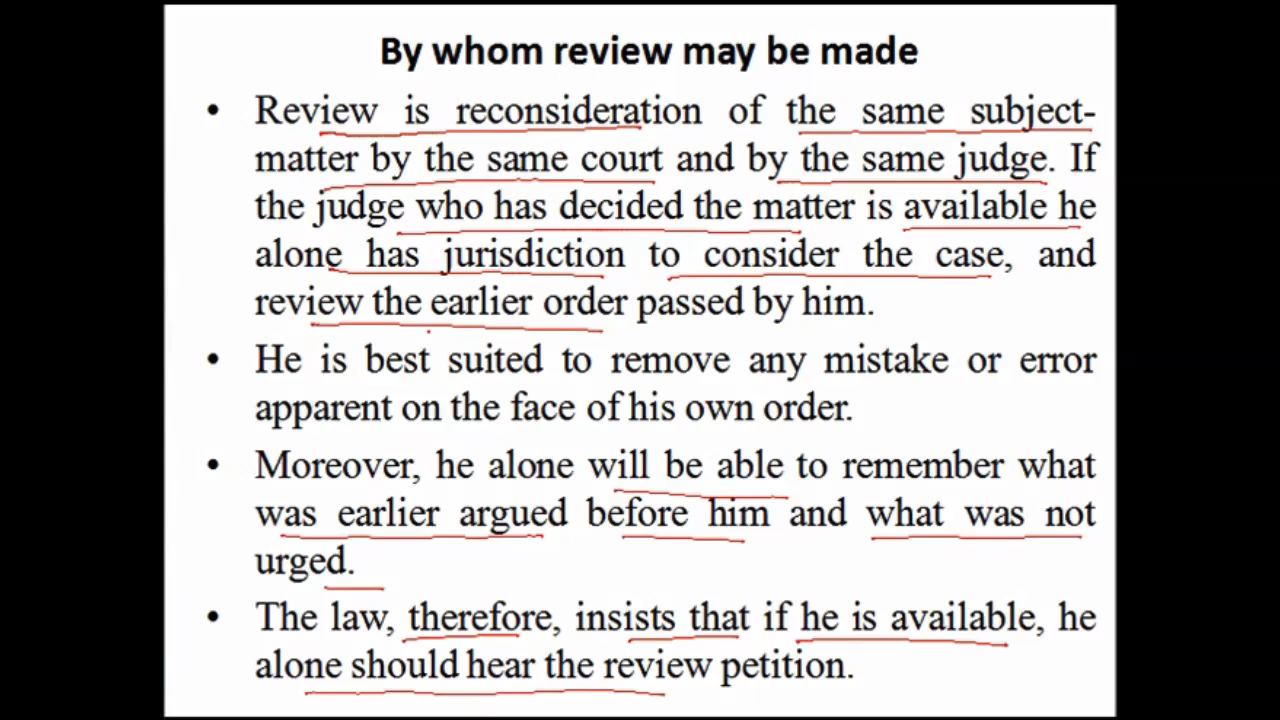 By whom review may be made
• Review is reconsideration of the same subject-
matter by the same court and by the same judge. If
the judge who has decided the matter is available he
alone has jurisdiction to consider the case, and
review the earlier order passed by him.
• He is best suited to remove any mistake or error
apparent on the face of his own order.
• Moreover, he alone will be able to remember what
was earlier argued before him and what was not
urged.
• The law, therefore, insists that if he is available, he
alone should hear the review petition.